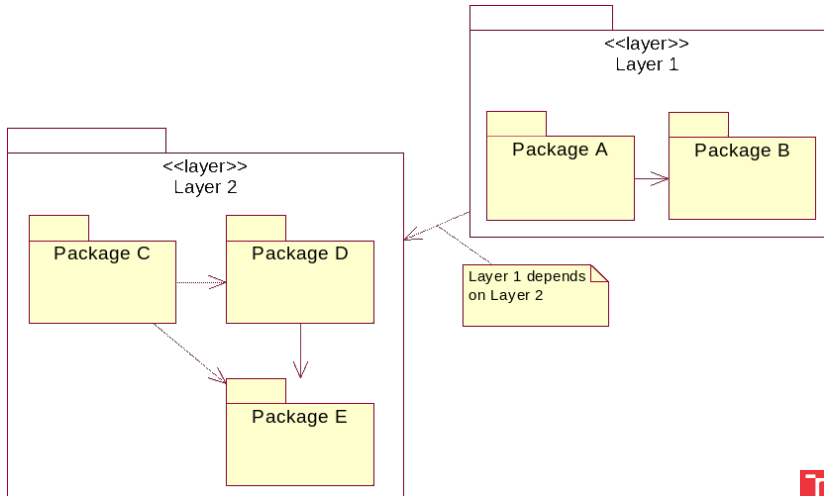 <<layer>>
Layer 1
Package A
Package B
<<layer>>
Layer 2
Package C
Package D
Layer 1 depends
on Layer 2
Package E